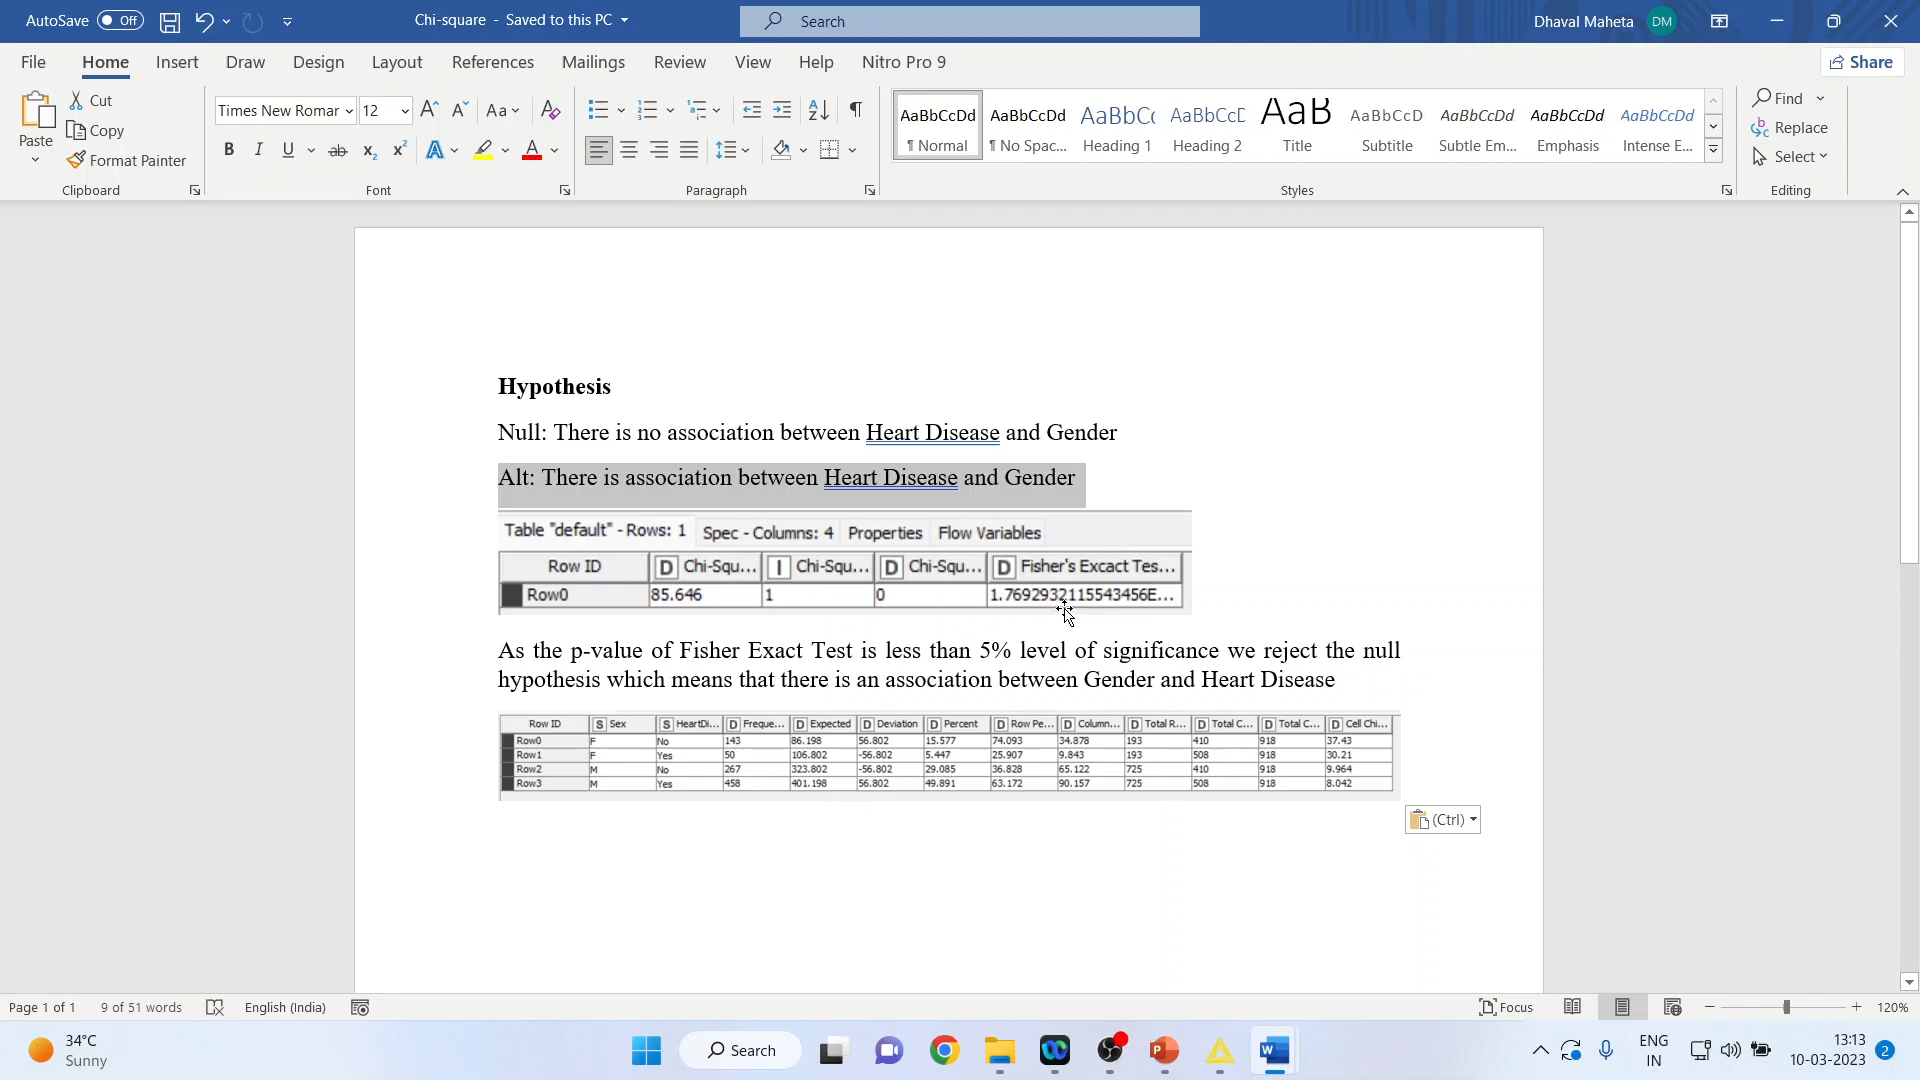 AutoSave Off Chi-square - Saved to this PC Search Dhaval Maheta DM
File Home Insert Draw Design Layout References Mailings Review View Help Nitro Pro 9 Share
Paste Cut Copy Format Painter
Clipboard
Times New Romar 12 Aa
B I U ab x₂ x² A A
Font
Paragraph
AaBbCcDd AaBbCcDd AaBbCc AaBbCcD AaB AaBbCcD AaBbCcDd AaBbCcDd AaBbCcDd
¶ Normal ¶ No Spac... Heading 1 Heading 2 Title Subtitle Subtle Em... Emphasis Intense E...
Styles
Find
Replace
Select
Editing
Hypothesis
Null: There is no association between Heart Disease and Gender
Alt: There is association between Heart Disease and Gender
Table "default" - Rows: 1 Spec - Columns: 4 Properties Flow Variables
Row ID D Chi-Squ... I Chi-Squ... D Chi-Squ... D Fisher's Excact Tes...
Row0 85.646 1 0 1.7692932115543456E...
As the p-value of Fisher Exact Test is less than 5% level of significance we reject the null
hypothesis which means that there is an association between Gender and Heart Disease
Row ID S Sex S HeartDi... D Freque... D Expected D Deviation D Percent D Row Pe... D Column... D Total R... D Total C... D Total C... D Cell Chi...
Row0 F No 143 86.198 56.802 15.577 74.093 34.878 193 410 918 37.43
Row1 F Yes 50 106.802 -56.802 5.447 25.907 9.843 193 508 918 30.21
Row2 M No 267 323.802 -56.802 29.085 36.828 65.122 725 410 918 9.964
Row3 M Yes 458 401.198 56.802 49.891 63.172 90.157 725 508 918 8.042
(Ctrl)
Page 1 of 1 9 of 51 words English (India) Focus 120%
34°C
Sunny
Search
ENG
IN
13:13
10-03-2023
2